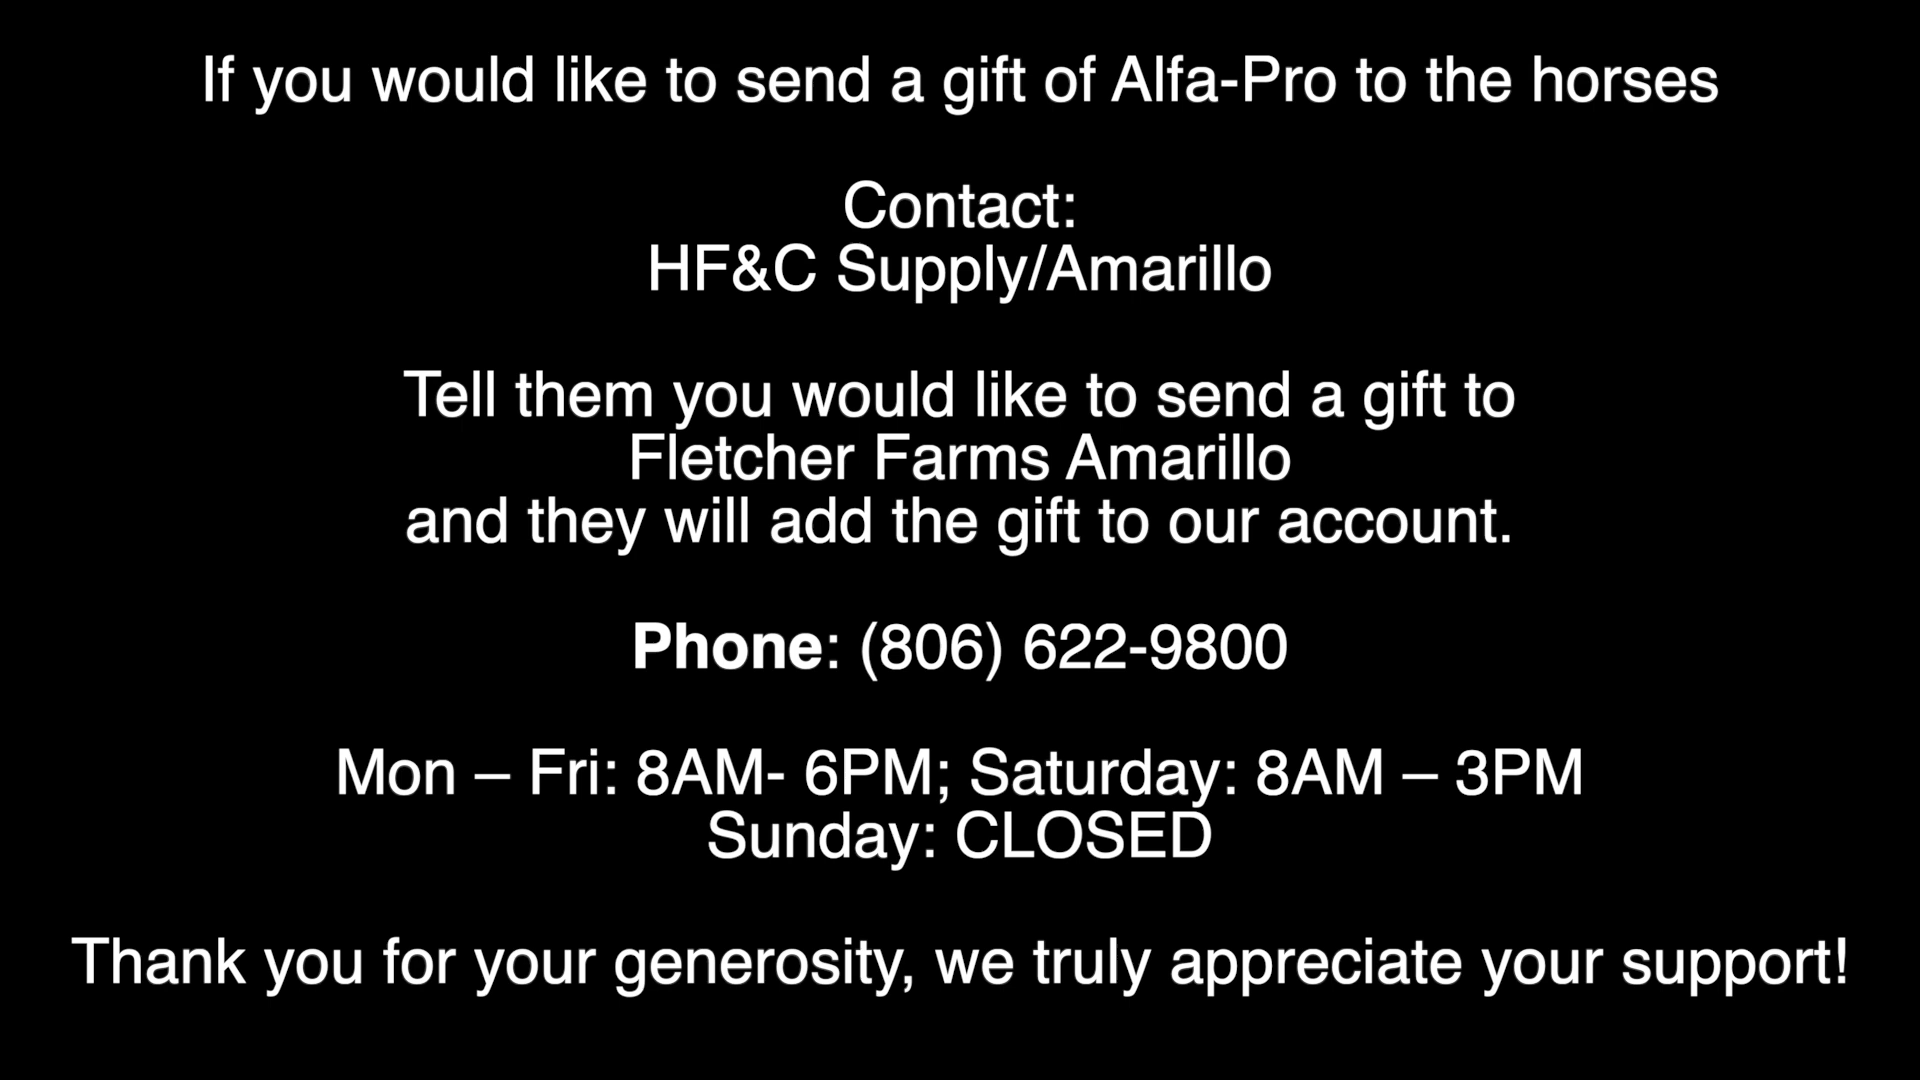 If you would like to send a gift of Alfa-Pro to the horses
Contact:
HF&C Supply/Amarillo
Tell them you would like to send a gift to
Fletcher Farms Amarillo
and they will add the gift to our account.
Phone: (806) 622-9800
Mon – Fri: 8AM- 6PM; Saturday: 8AM – 3PM
Sunday: CLOSED
Thank you for your generosity, we truly appreciate your support!